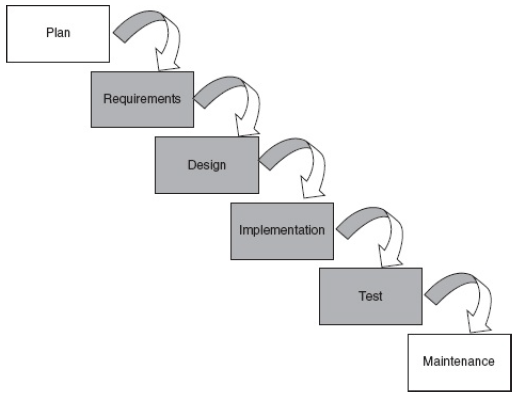 Plan
Requirements
Design
Implementation
Test
Maintenance